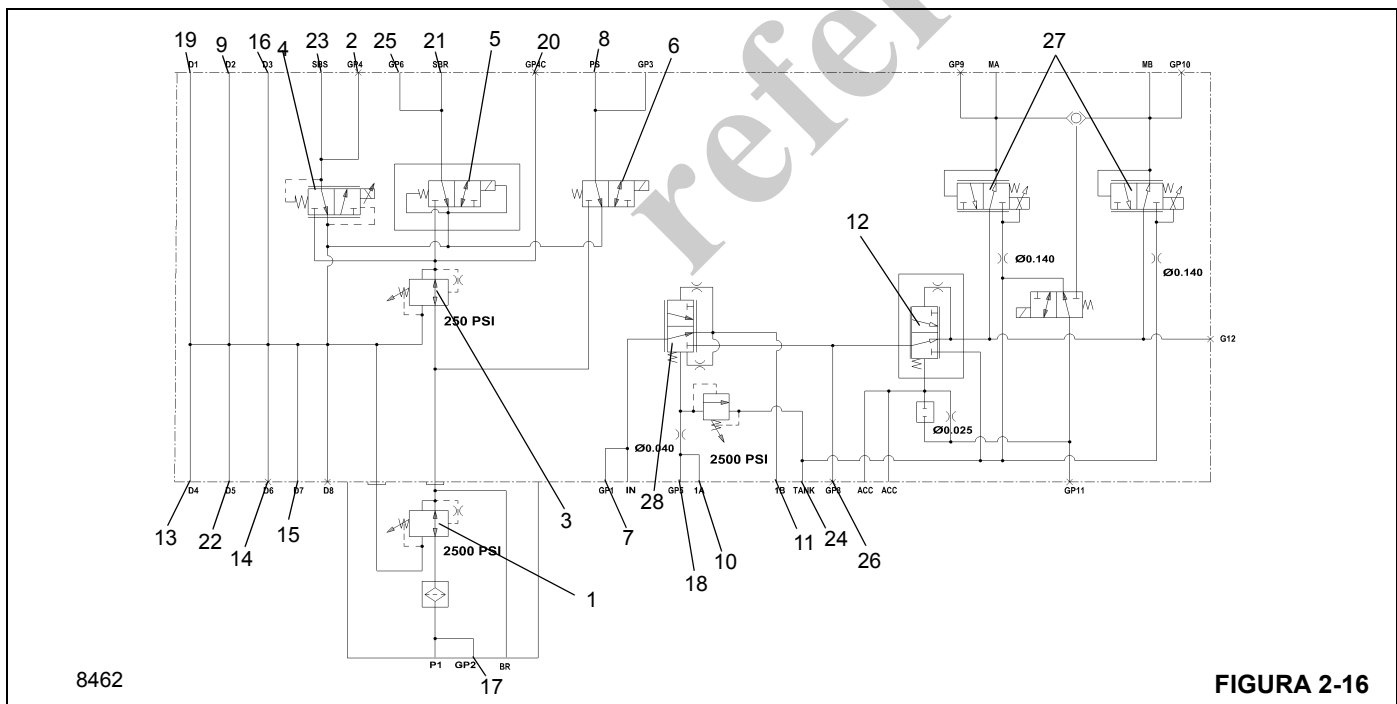 19 9 16 4 23 2 25 21 5 20 8 6 27
D1 D2 D3 SBS GP4 GP6 SBR GP4C PS GP3 GP9 MA MB GP10
refer
12
Ø0.140 Ø0.140
250 PSI
G12
Ø0.025
Ø0.040
2500 PSI
D4 D5 D6 D7 D8 GP1 IN GP5 1A 1B TANK GP8 ACC ACC GP11
28
13 22 14 15 3 7 18 10 11 24 26
2500 PSI
1
P1 GP2 BR
17
8462
FIGURA 2-16